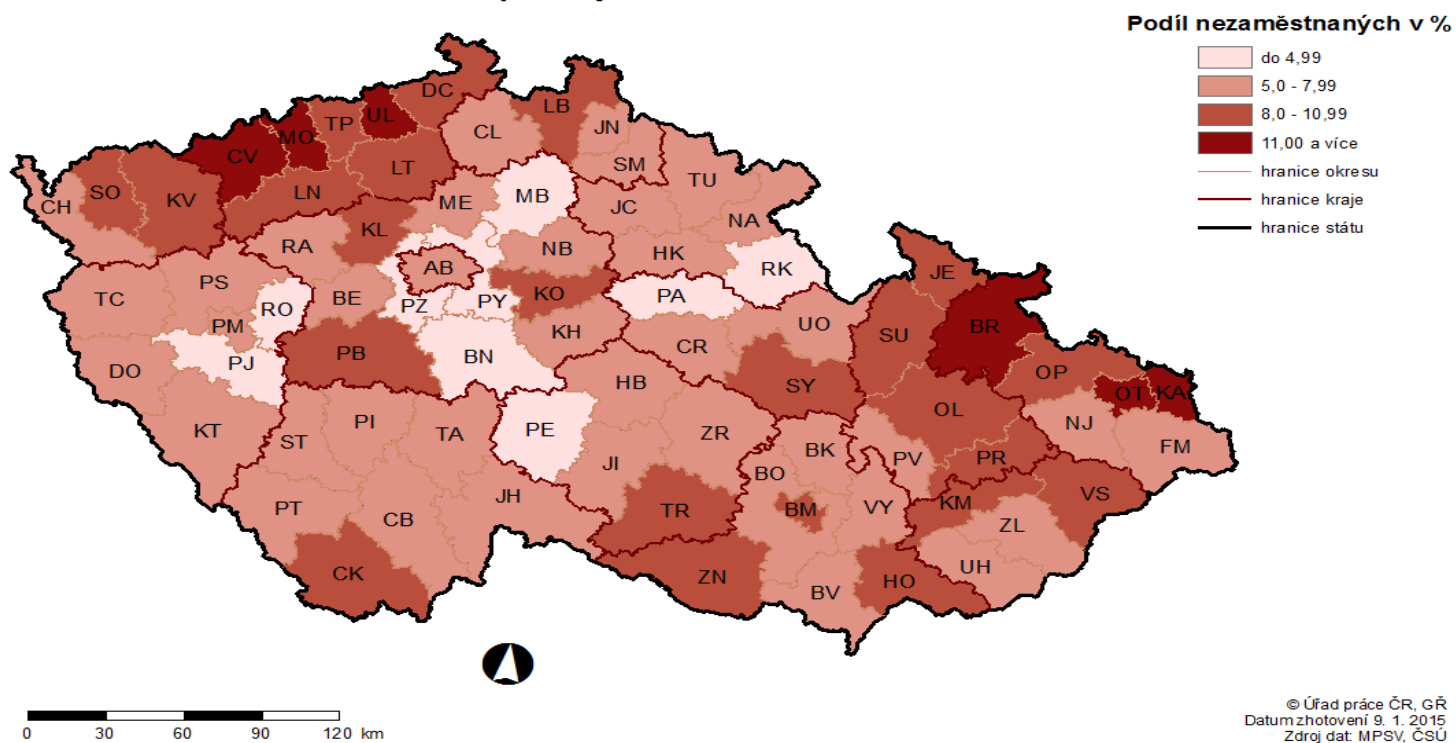 Podíl nezaměstnaných v %
do 4,99
5,0 - 7,99
8,0 - 10,99
11,00 a více
hranice okresu
hranice kraje
hranice státu
DC
UL
LB
TP
MO
CL
JN
CV
LT
SM
TU
SO
KV
LN
MB
CH
ME
JC
NA
KL
RA
NB
HK
AB
RK
JE
PS
TC
BE
RO
PZ
PY
KO
PA
PM
KH
UO
SU
BR
PB
BN
CR
PJ
DO
OP
HB
SY
OT
KA
OL
KT
ST
PI
TA
PE
ZR
NJ
FM
JI
BO
BK
PV
PR
PT
CB
JH
TR
BM
VY
KM
VS
ZL
CK
ZN
BV
HO
UH
0 30 60 90 120 km
© Úřad práce ČR, GŘ
Datum zhotovení 9. 1. 2015
Zdroj dat: MPSV, ČSÚ